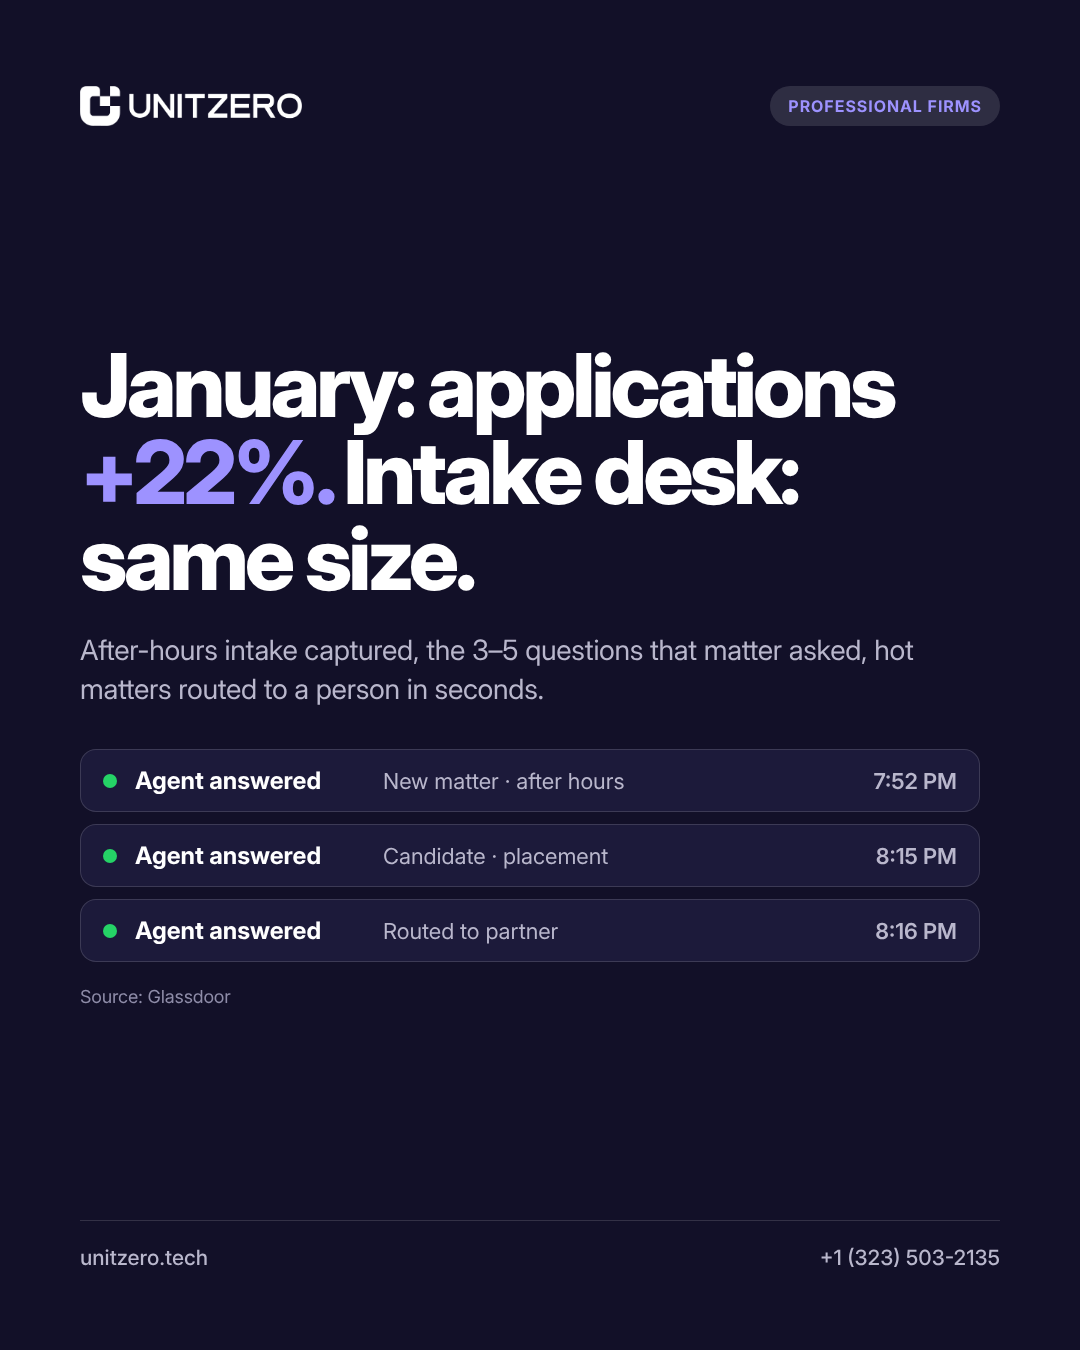 UNITZERO
PROFESSIONAL FIRMS
January: applications
+22%. Intake desk:
same size.
After-hours intake captured, the 3–5 questions that matter asked, hot
matters routed to a person in seconds.
Agent answered New matter · after hours 7:52 PM
Agent answered Candidate · placement 8:15 PM
Agent answered Routed to partner 8:16 PM
Source: Glassdoor
unitzero.tech
+1 (323) 503-2135